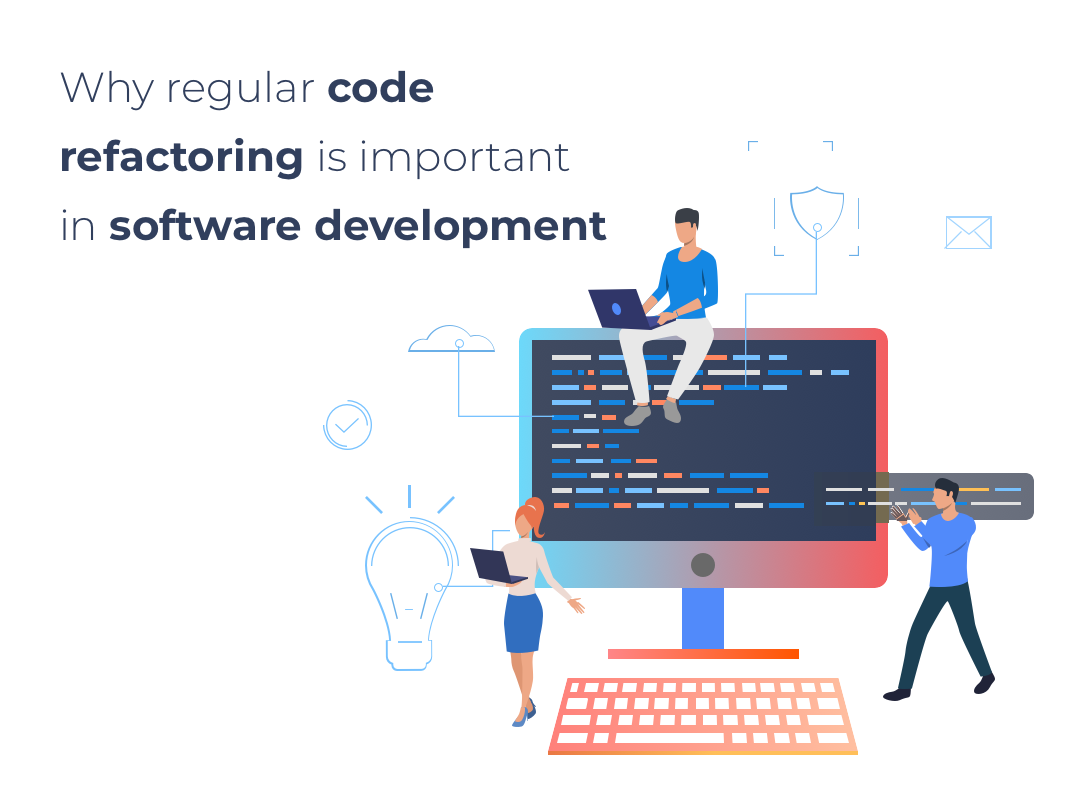 Why regular code
refactoring is important
in software development